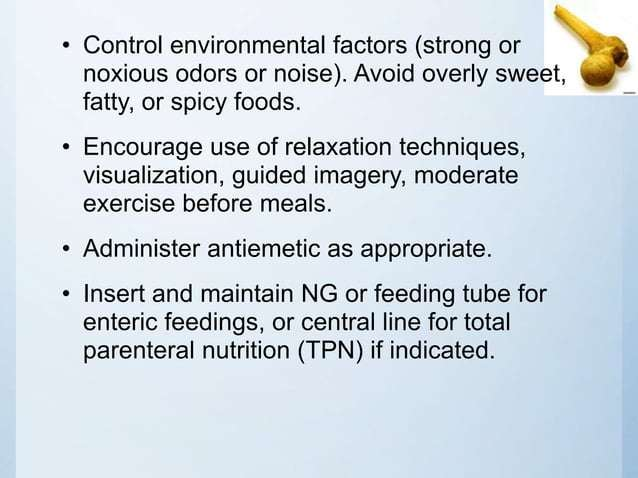 • Control environmental factors (strong or
noxious odors or noise). Avoid overly sweet,
fatty, or spicy foods.
• Encourage use of relaxation techniques,
visualization, guided imagery, moderate
exercise before meals.
• Administer antiemetic as appropriate.
• Insert and maintain NG or feeding tube for
enteric feedings, or central line for total
parenteral nutrition (TPN) if indicated.